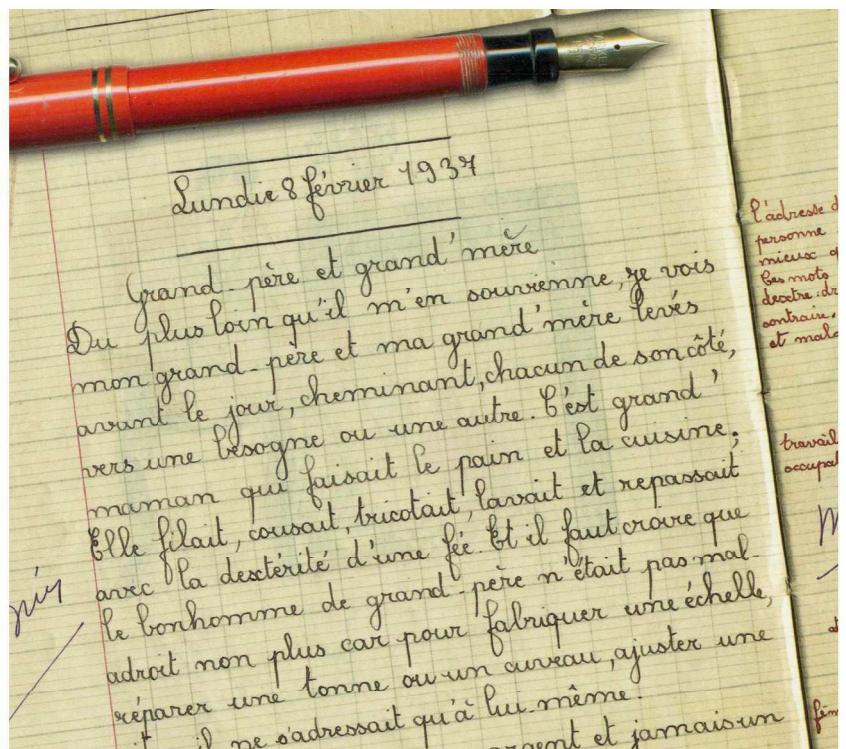 Lundi 8 février 1937
Grand-père et grand'mère
Du plus loin qu'il m'en souvienne, je vois
mon grand-père et ma grand'mère levés
avant le jour, cheminant, chacun de son côté,
vers une besogne ou une autre. C'est grand'
maman qui faisait le pain et la cuisine;
Elle filait, cousait, tricotait, lavait et repassait
avec la dextérité d'une fée. Et il faut croire que
le bonhomme de grand-père n'était pas mal-
adroit non plus car pour fabriquer une échelle,
réparer une tonne ou un cuveau, ajuster une
il ne s'adressait qu'à lui-même.
et jamais un
l'adresse d
personne
mieux
Ces mots
dextre: dr
contraire,
et mala
travail
occupat